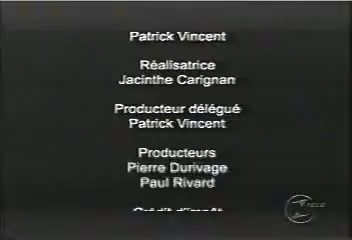 Patrick Vincent
Réalisatrice
Jacinthe Carignan
Producteur délégué
Patrick Vincent
Producteurs
Pierre Durivage
Paul Rivard